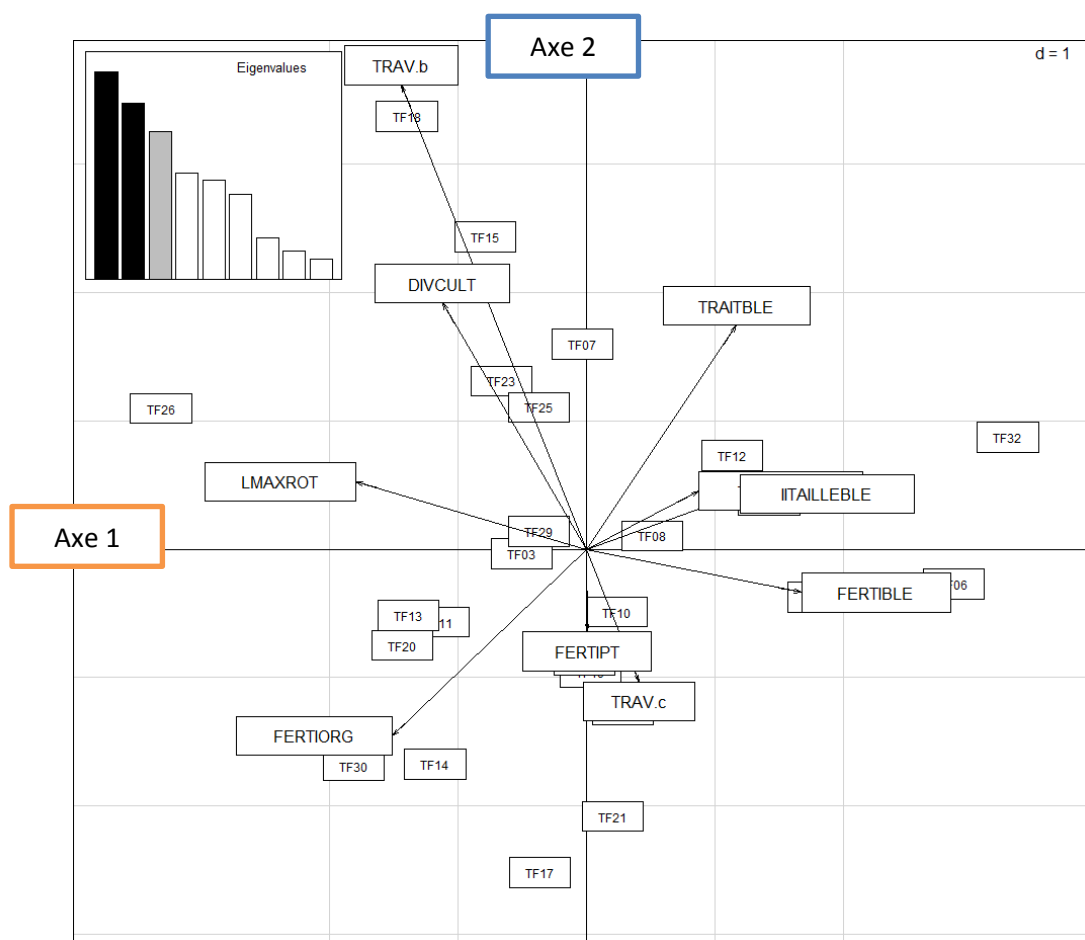 Axe 2
Eigenvalues
d = 1
TRAV.b
TF18
TF15
DIVCULT
TRAITBLE
TF07
TF23
TF25
TF26
TF32
TF12
LMAXROT
IITAILLEBLE
Axe 1
TF29
TF08
TF03
FERTIBLE
TF13
11
TF10
TF20
FERTIPT
TRAV.c
FERTIORG
TF30
TF14
TF21
TF17